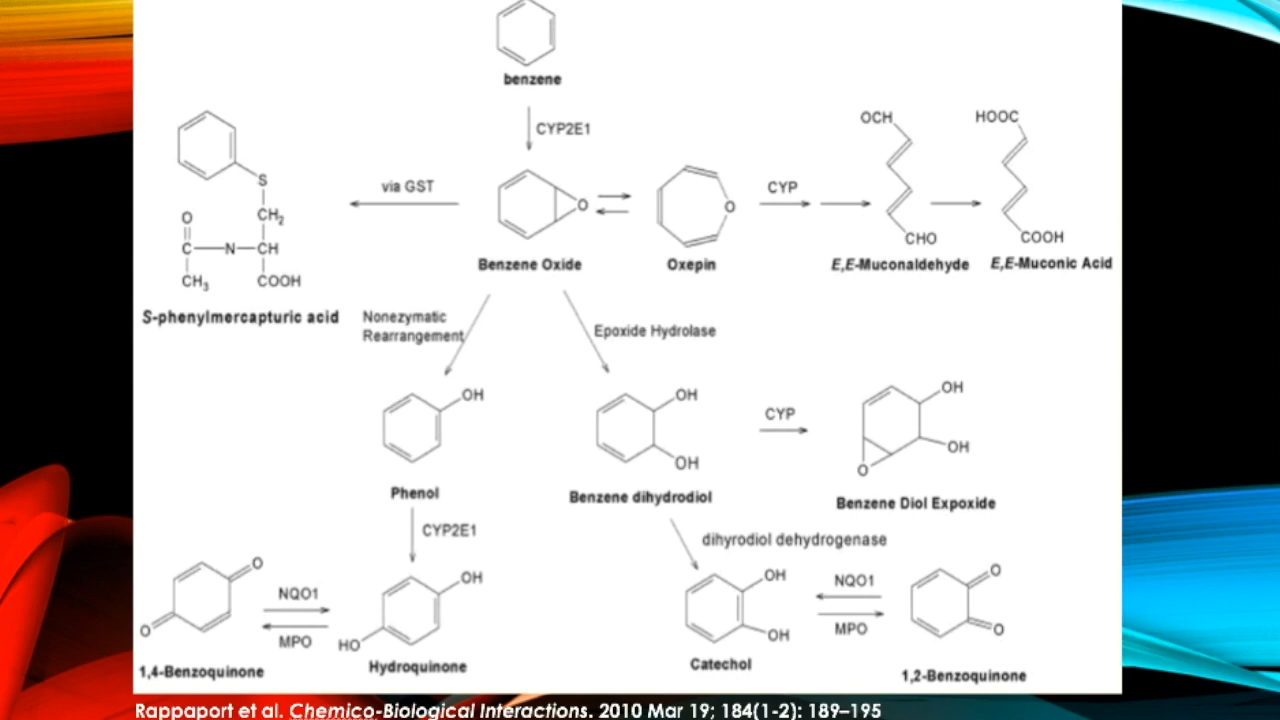 benzene
CYP2E1
via GST
S
CH2
O
C
N
CH
CH3
COOH
S-phenylmercapturic acid
O
Benzene Oxide
O
Oxepin
CYP
OCH
CHO
E,E-Muconaldehyde
HOOC
COOH
E,E-Muconic Acid
Nonezymatic
Rearrangement
Epoxide Hydrolase
OH
Phenol
OH
OH
Benzene dihydrodiol
CYP
OH
OH
O
Benzene Diol Expoxide
CYP2E1
dihyrodiol dehydrogenase
O
O
1,4-Benzoquinone
NQO1
MPO
OH
HO
Hydroquinone
OH
OH
Catechol
NQO1
MPO
O
O
1,2-Benzoquinone
Rappaport et al. Chemico-Biological Interactions. 2010 Mar 19; 184(1-2): 189–195